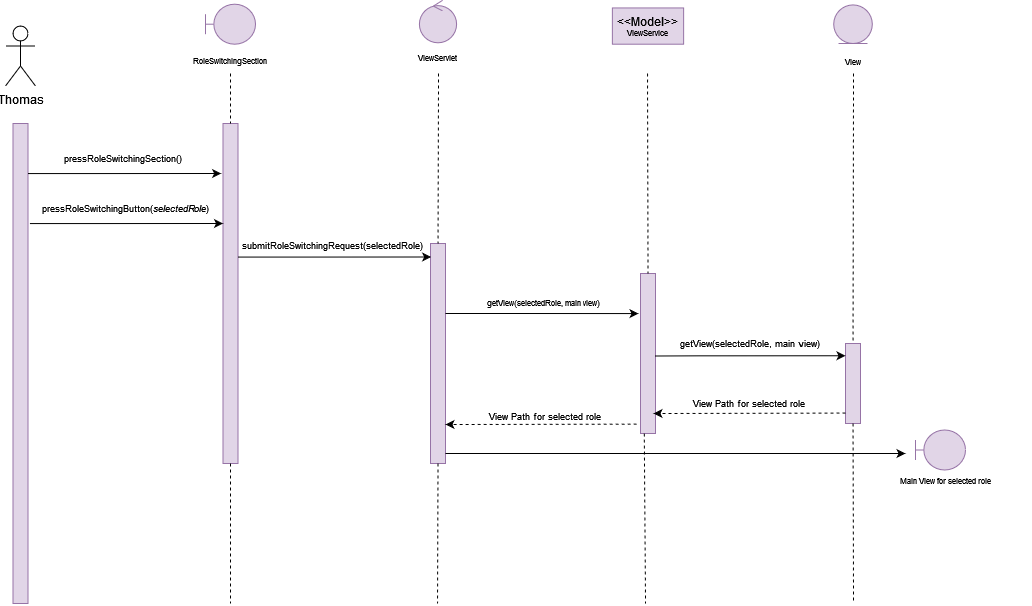 <<Model>>
ViewService
RoleSwitchingSection
ViewServlet
View
Thomas
pressRoleSwitchingSection()
pressRoleSwitchingButton(selectedRole)
submitRoleSwitchingRequest(selectedRole)
getView(selectedRole, main view)
getView(selectedRole, main view)
View Path for selected role
View Path for selected role
Main View for selected role